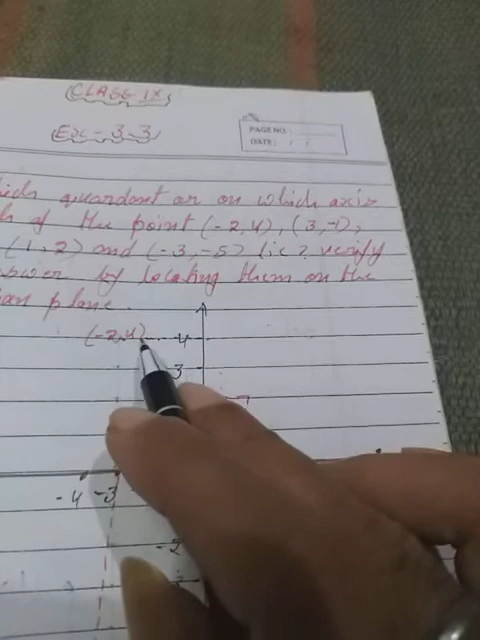 CLASS IX
Ex - 3.3
PAGE NO.:
DATE: / /
quardant or on which axis
of the point (-2,4), (3,-1),
(1,2) and (-3,-5) lie? verify
by locating them on the
plane.
(-2,4) 4
3
-4 -3
-2